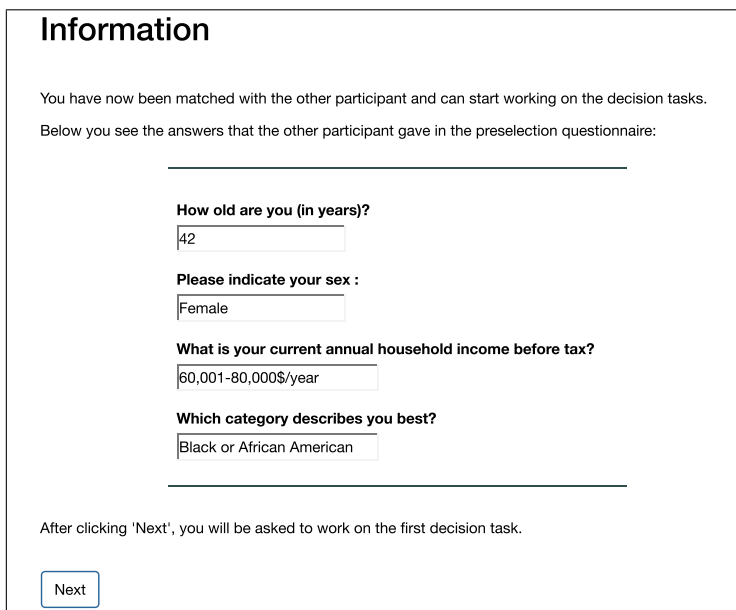 Information
You have now been matched with the other participant and can start working on the decision tasks.
Below you see the answers that the other participant gave in the preselection questionnaire:
How old are you (in years)?
42
Please indicate your sex :
Female
What is your current annual household income before tax?
60,001-80,000$/year
Which category describes you best?
Black or African American
After clicking 'Next', you will be asked to work on the first decision task.
Next